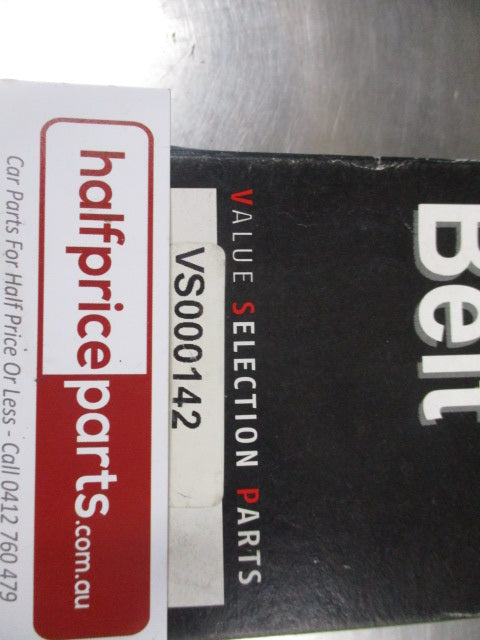 Belt
VALUE SELECTION PARTS
VS000142
halfpriceparts.com.au
Car Parts For Half Price Or Less - Call 0412 760 479